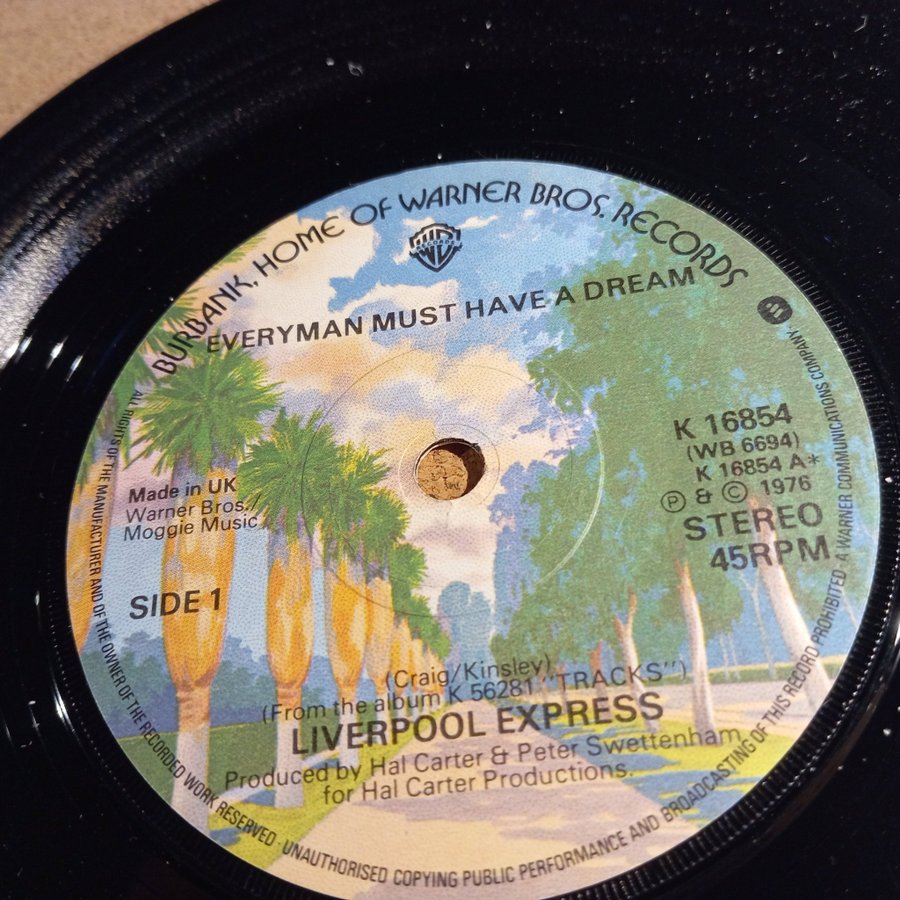 BURBANK, HOME OF WARNER BROS. RECORDS
RECORDS
EVERYMAN MUST HAVE A DREAM
K 16854
(WB 6694)
K 16854 A*
Ⓟ & © 1976
STEREO
45RPM
Made in UK
Warner Bros./
Moggie Music
SIDE 1
(Craig/Kinsley)
(From the album K 56281 "TRACKS")
LIVERPOOL EXPRESS
Produced by Hal Carter & Peter Swettenham
for Hal Carter Productions.
ALL RIGHTS OF THE MANUFACTURER AND OF THE OWNER OF THE RECORDED WORK RESERVED · UNAUTHORISED COPYING PUBLIC PERFORMANCE AND BROADCASTING OF THIS RECORD PROHIBITED · A WARNER COMMUNICATIONS COMPANY ·